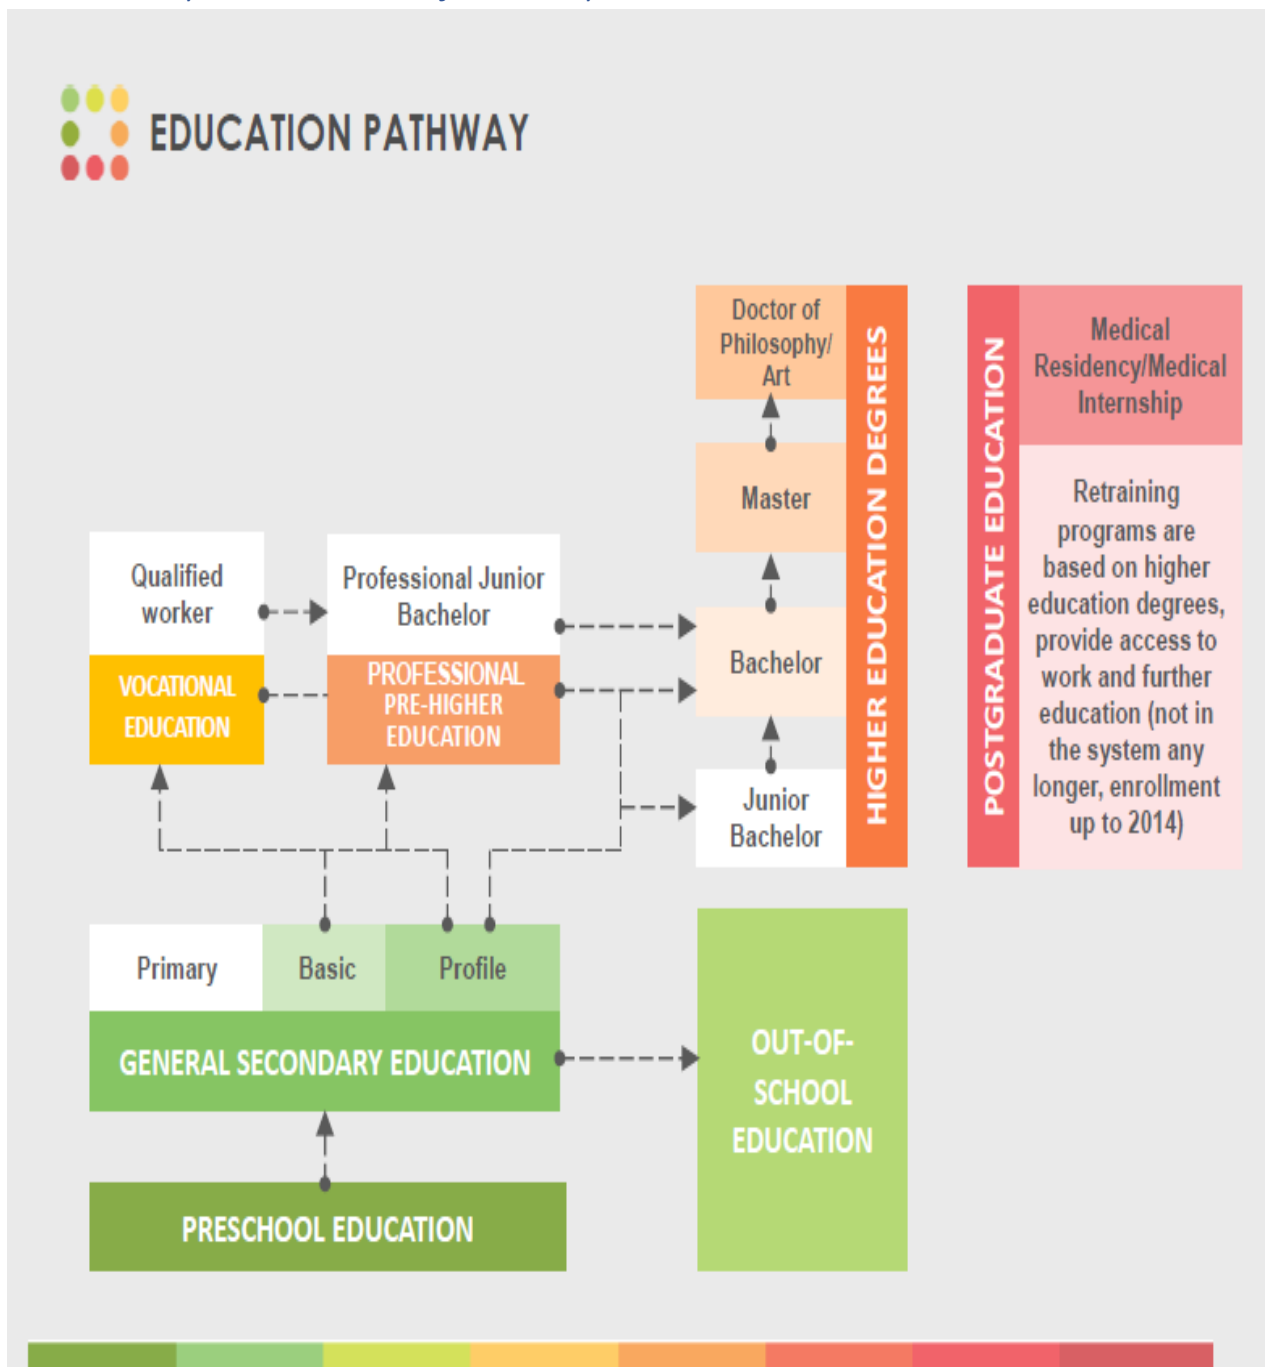 EDUCATION PATHWAY
Doctor of
Philosophy/
Art
Master
Bachelor
Junior
Bachelor
HIGHER EDUCATION DEGREES
POSTGRADUATE EDUCATION
Medical
Residency/Medical
Internship
Retraining
programs are
based on higher
education degrees,
provide access to
work and further
education (not in
the system any
longer, enrollment
up to 2014)
Qualified
worker
VOCATIONAL
EDUCATION
Professional Junior
Bachelor
PROFESSIONAL
PRE-HIGHER
EDUCATION
Primary
Basic
Profile
GENERAL SECONDARY EDUCATION
OUT-OF-
SCHOOL
EDUCATION
PRESCHOOL EDUCATION